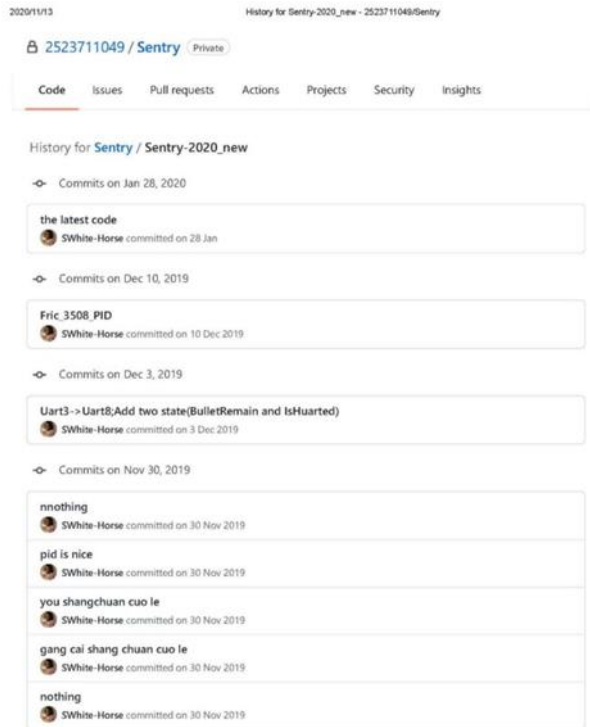 2020/11/13 History for Sentry-2020_new - 2523711049/Sentry
2523711049 / Sentry Private
Code Issues Pull requests Actions Projects Security Insights
History for Sentry / Sentry-2020_new
Commits on Jan 28, 2020
the latest code
SWhite-Horse committed on 28 Jan
Commits on Dec 10, 2019
Fric_3508_PID
SWhite-Horse committed on 10 Dec 2019
Commits on Dec 3, 2019
Uart3->Uart8;Add two state(BulletRemain and IsHuarted)
SWhite-Horse committed on 3 Dec 2019
Commits on Nov 30, 2019
nnothing
SWhite-Horse committed on 30 Nov 2019
pid is nice
SWhite-Horse committed on 30 Nov 2019
you shangchuan cuo le
SWhite-Horse committed on 30 Nov 2019
gang cai shang chuan cuo le
SWhite-Horse committed on 30 Nov 2019
nothing
SWhite-Horse committed on 30 Nov 2019